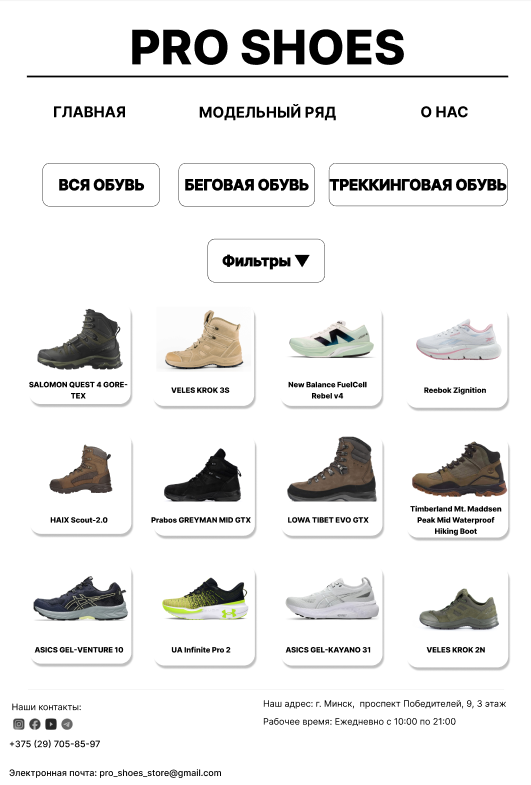 PRO SHOES
ГЛАВНАЯ МОДЕЛЬНЫЙ РЯД О НАС
ВСЯ ОБУВЬ БЕГОВАЯ ОБУВЬ ТРЕККИНГОВАЯ ОБУВЬ
Фильтры ▼
SALOMON QUEST 4 GORE-
TEX
VELES KROK 3S
New Balance FuelCell
Rebel v4
Reebok Zignition
HAIX Scout-2.0
Prabos GREYMAN MID GTX
LOWA TIBET EVO GTX
Timberland Mt. Maddsen
Peak Mid Waterproof
Hiking Boot
ASICS GEL-VENTURE 10
UA Infinite Pro 2
ASICS GEL-KAYANO 31
VELES KROK 2N
Наши контакты:
+375 (29) 705-85-97
Электронная почта: pro_shoes_store@gmail.com
Наш адрес: г. Минск, проспект Победителей, 9, 3 этаж
Рабочее время: Ежедневно с 10:00 по 21:00